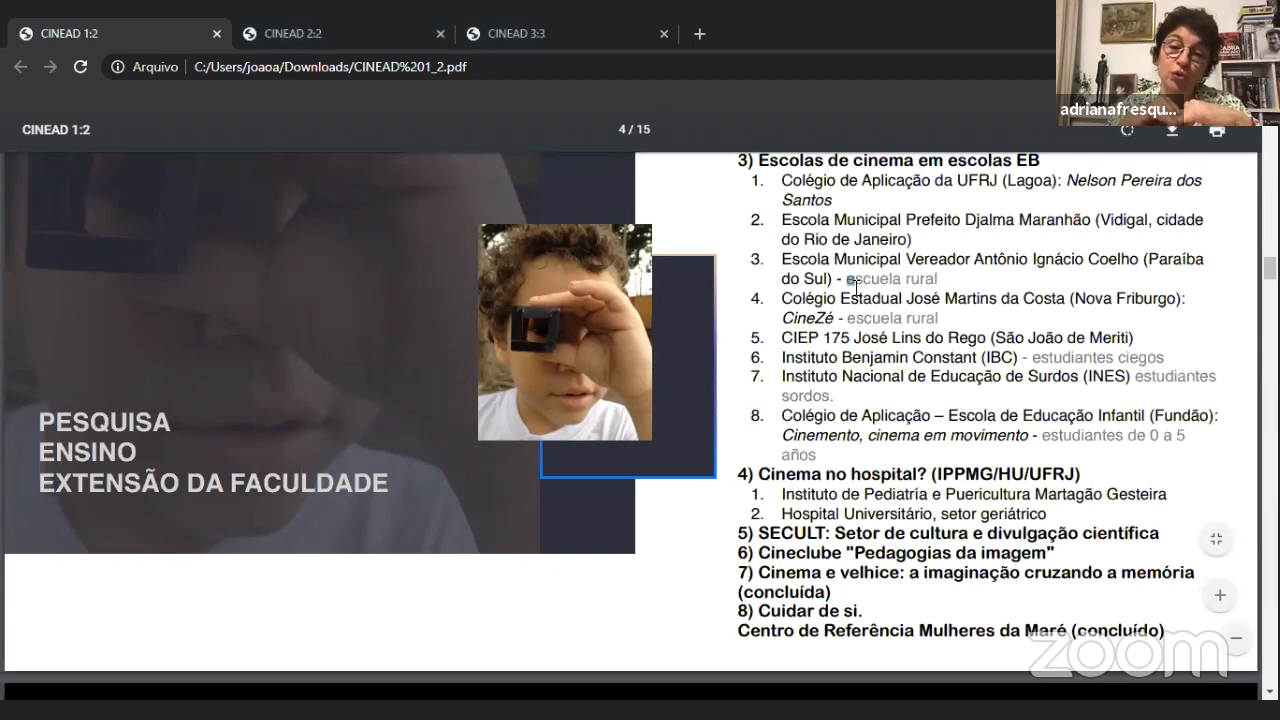 CINEAD 1:2
CINEAD 2:2
CINEAD 3:3
Arquivo
C:/Users/joaoa/Downloads/CINEAD%201_2.pdf
adrianafresqu...
CINEAD 1:2
4 / 15
PESQUISA
ENSINO
EXTENSÃO DA FACULDADE
3) Escolas de cinema em escolas EB
1. Colégio de Aplicação da UFRJ (Lagoa): Nelson Pereira dos
Santos
2. Escola Municipal Prefeito Djalma Maranhão (Vidigal, cidade
do Rio de Janeiro)
3. Escola Municipal Vereador Antônio Ignácio Coelho (Paraíba
do Sul) - escuela rural
4. Colégio Estadual José Martins da Costa (Nova Friburgo):
CineZé - escuela rural
5. CIEP 175 José Lins do Rego (São João de Meriti)
6. Instituto Benjamin Constant (IBC) - estudiantes ciegos
7. Instituto Nacional de Educação de Surdos (INES) estudiantes
sordos.
8. Colégio de Aplicação – Escola de Educação Infantil (Fundão):
Cinemento, cinema em movimento - estudiantes de 0 a 5
años
4) Cinema no hospital? (IPPMG/HU/UFRJ)
1. Instituto de Pediatría e Puericultura Martagão Gesteira
2. Hospital Universitário, setor geriátrico
5) SECULT: Setor de cultura e divulgação científica
6) Cineclube "Pedagogias da imagem"
7) Cinema e velhice: a imaginação cruzando a memória
(concluída)
8) Cuidar de si.
Centro de Referência Mulheres da Maré (concluído)
zoom